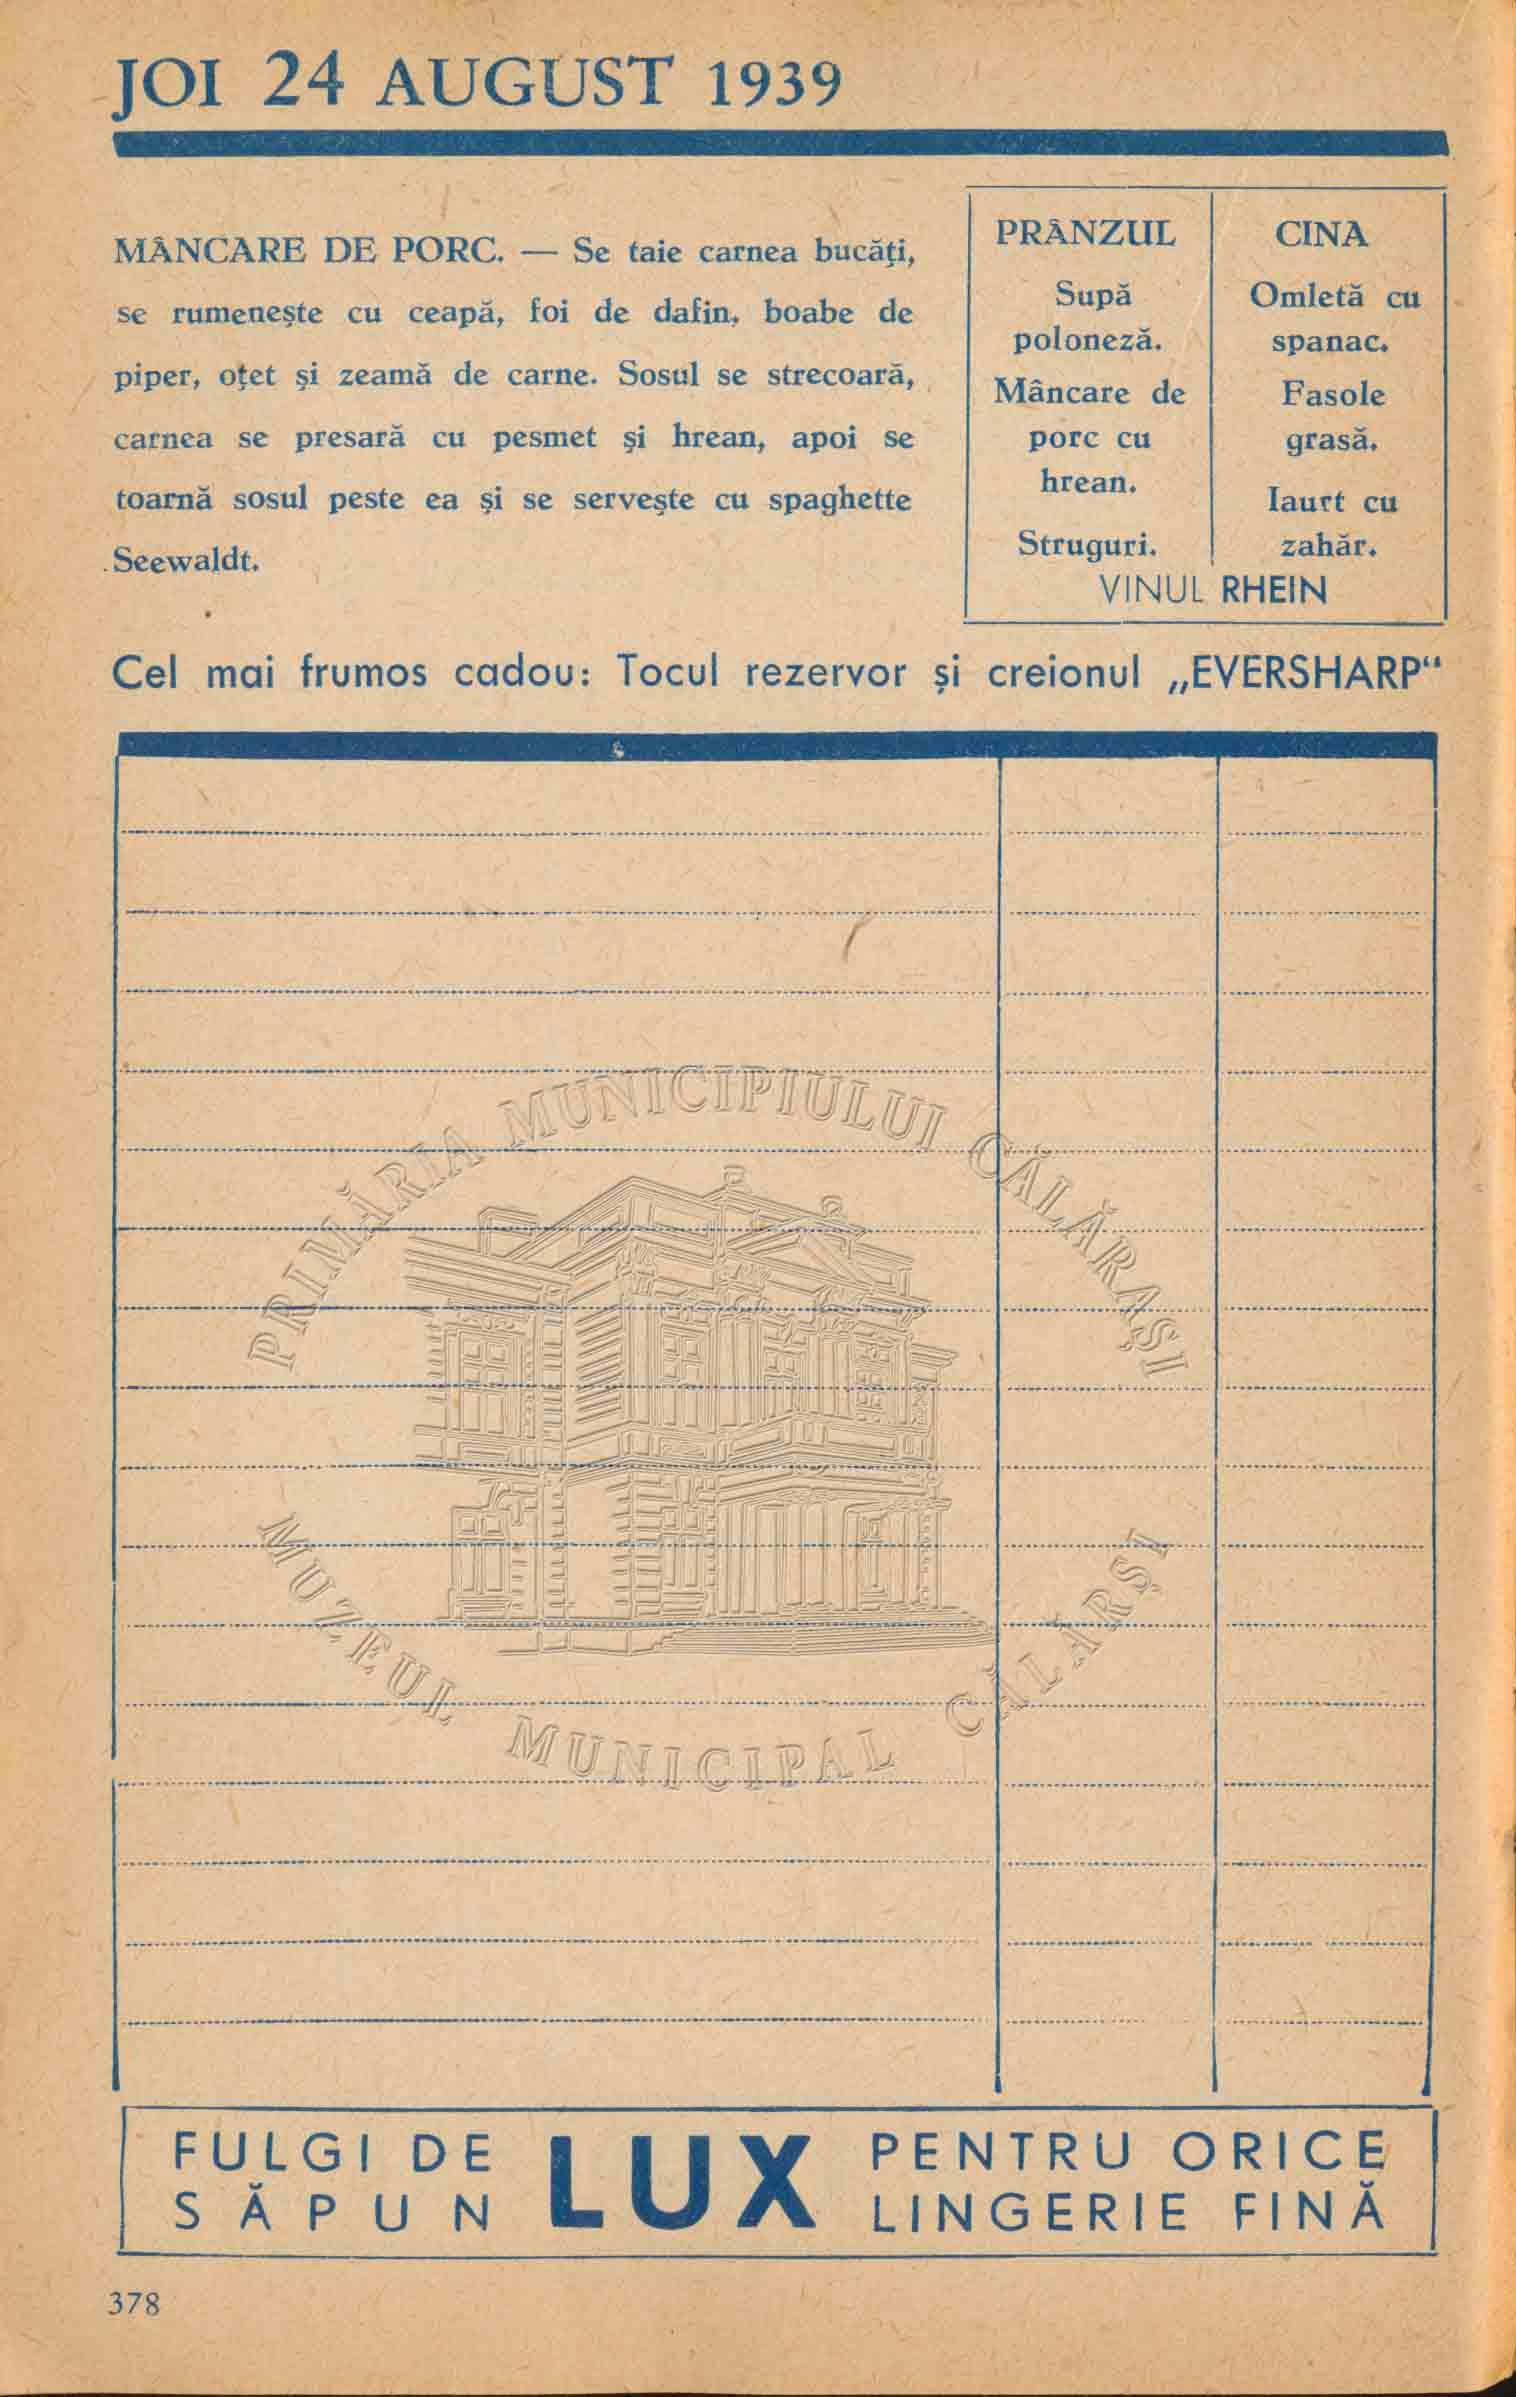 JOI 24 AUGUST 1939
MÂNCARE DE PORC. — Se taie carnea bucăți,
se rumenește cu ceapă, foi de dafin, boabe de
piper, oțet și zeamă de carne. Sosul se strecoară,
carnea se presară cu pesmet și hrean, apoi se
toarnă sosul peste ea și se servește cu spaghette
Seewaldt.
PRÂNZUL
Supă
poloneză.
Mâncare de
porc cu
hrean.
Struguri.
CINA
Omletă cu
spanac.
Fasole
grasă.
Iaurt cu
zahăr.
VINUL RHEIN
Cel mai frumos cadou: Tocul rezervor și creionul „EVERSHARP“
PRIMĂRIA MUNICIPIULUI CĂLĂRAȘI
MUZEUL MUNICIPAL CĂLĂRȘI
FULGI DE
SĂPUN
LUX
PENTRU ORICE
LINGERIE FINĂ
378